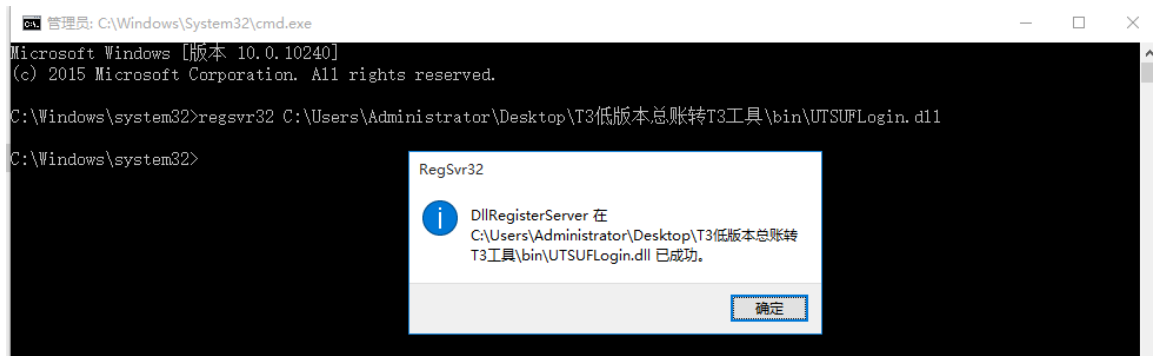 管理员: C:\Windows\System32\cmd.exe
Microsoft Windows [版本 10.0.10240]
(c) 2015 Microsoft Corporation. All rights reserved.
C:\Windows\system32>regsvr32 C:\Users\Administrator\Desktop\T3低版本总账转T3工具\bin\UTSUFLogin.dll
C:\Windows\system32>
RegSvr32
DllRegisterServer 在
C:\Users\Administrator\Desktop\T3低版本总账转
T3工具\bin\UTSUFLogin.dll 已成功。
确定